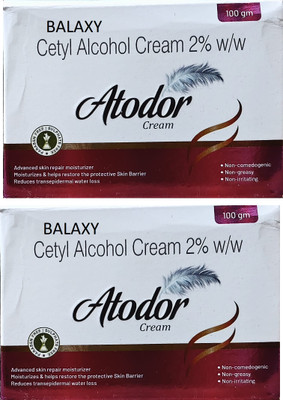 100 gm
BALAXY
Cetyl Alcohol Cream 2% w/w
Atodor
Cream
Advanced skin repair moisturizer
Moisturizes & helps restore the protective Skin Barrier
Reduces transepidermal water loss
• Non-comedogenic
• Non-greasy
• Non-irritating
100 gm
BALAXY
Cetyl Alcohol Cream 2% w/w
Atodor
Cream
Advanced skin repair moisturizer
Moisturizes & helps restore the protective Skin Barrier
Reduces transepidermal water loss
• Non-comedogenic
• Non-greasy
• Non-irritating